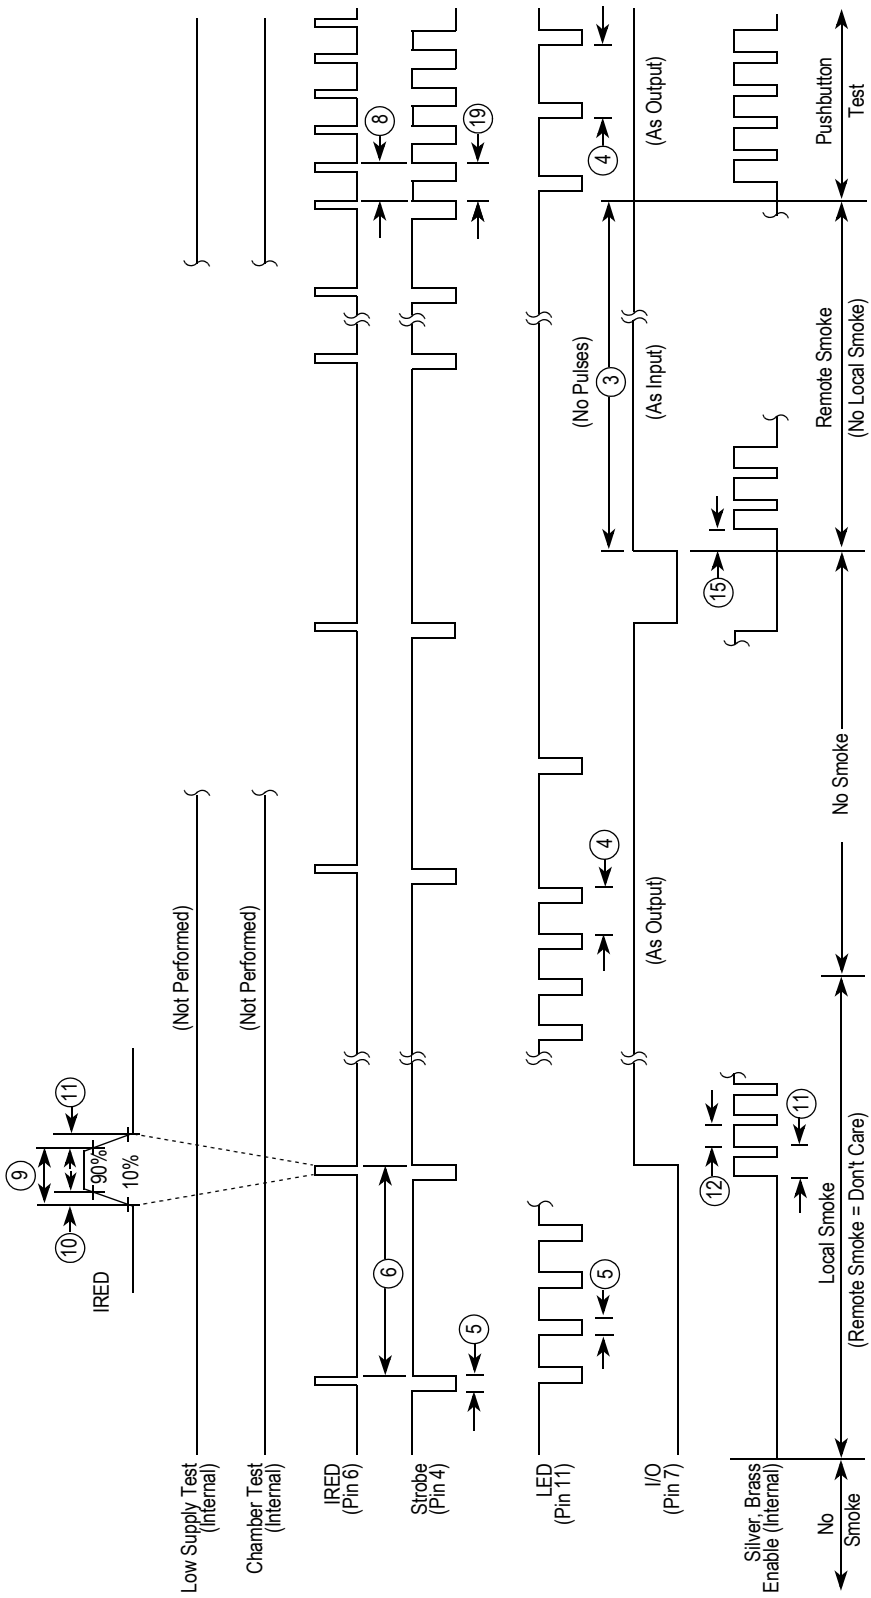 IRED
9
10
11
90%
10%
Low Supply Test
(Internal)
(Not Performed)
Chamber Test
(Internal)
(Not Performed)
IRED
(Pin 6)
6
8
Strobe
(Pin 4)
5
19
LED
(Pin 11)
5
4
(No Pulses)
3
4
I/O
(Pin 7)
(As Output)
(As Input)
(As Output)
Silver, Brass
Enable (Internal)
12
11
15
No
Smoke
Local Smoke
(Remote Smoke = Don't Care)
No Smoke
Remote Smoke
(No Local Smoke)
Pushbutton
Test